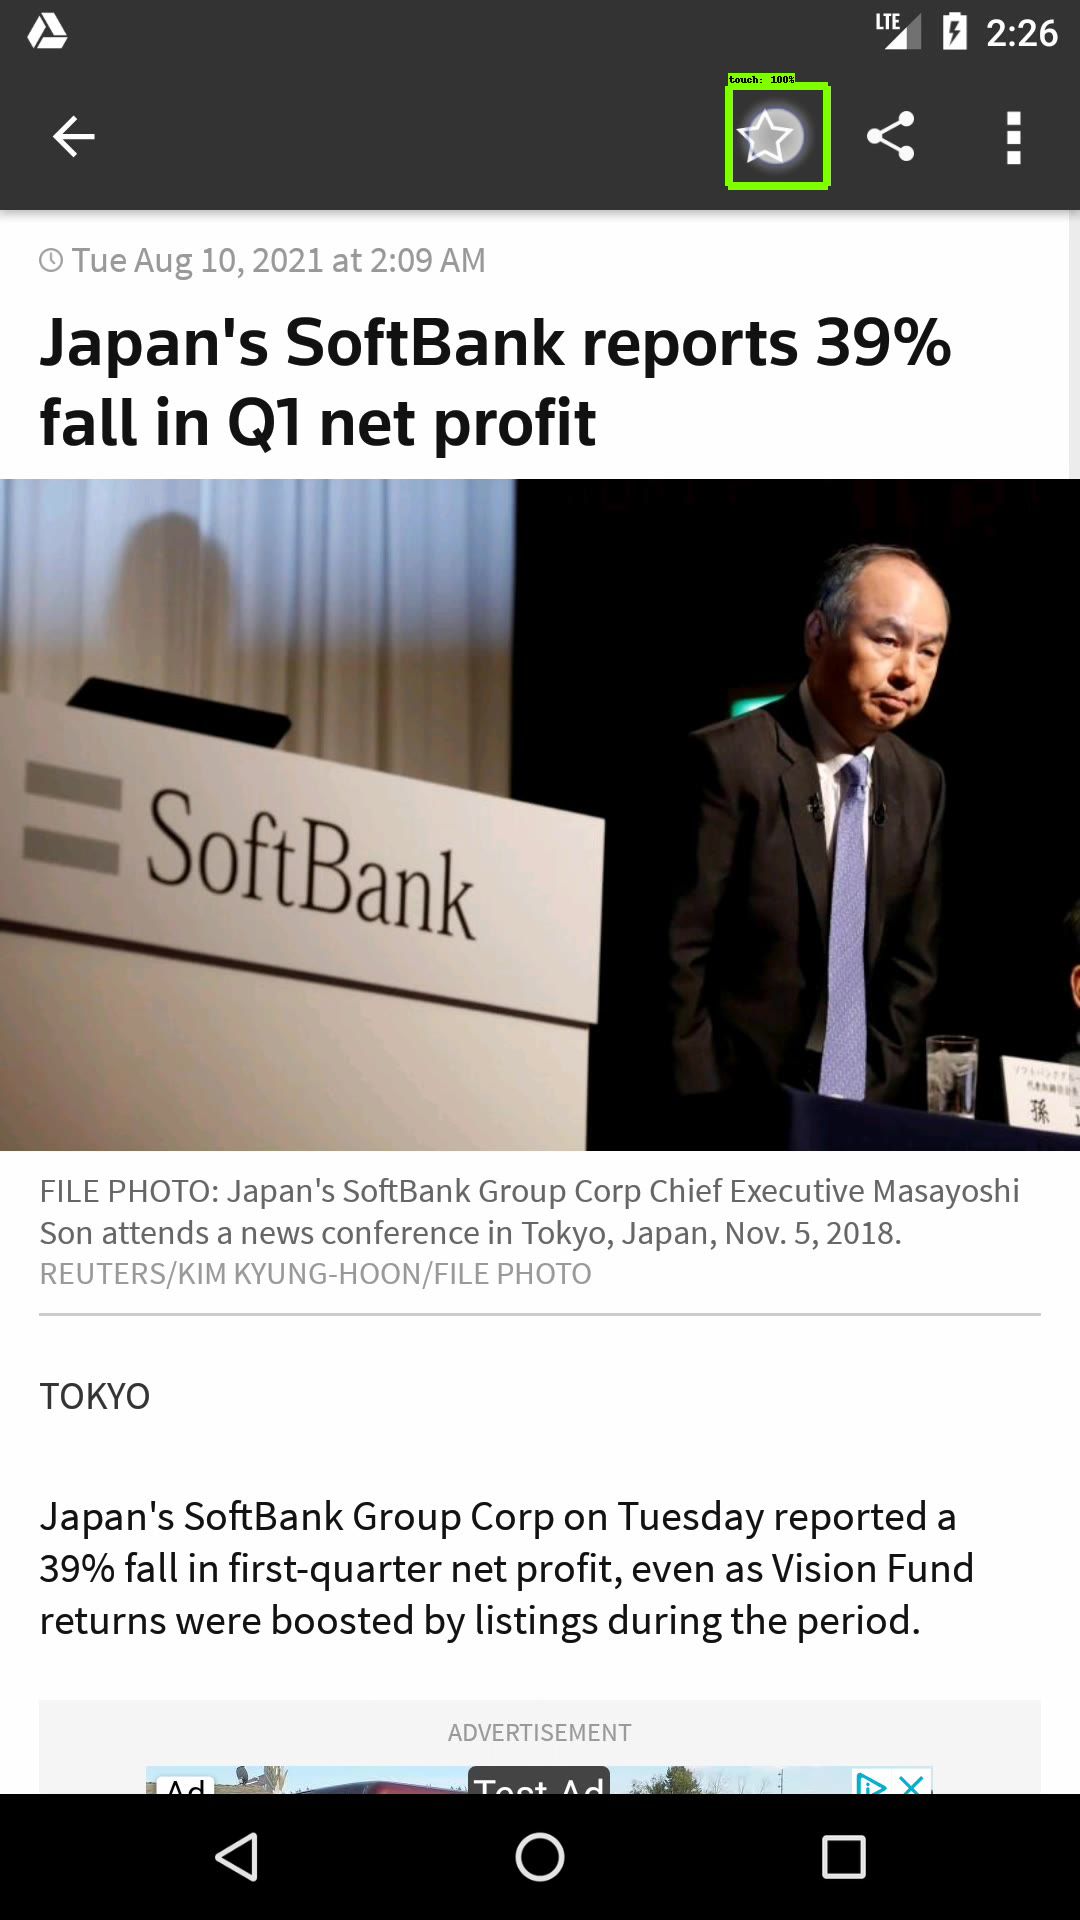 LTE 2:26
touch: 100%
Tue Aug 10, 2021 at 2:09 AM
Japan's SoftBank reports 39%
fall in Q1 net profit
SoftBank
孫
FILE PHOTO: Japan's SoftBank Group Corp Chief Executive Masayoshi
Son attends a news conference in Tokyo, Japan, Nov. 5, 2018.
REUTERS/KIM KYUNG-HOON/FILE PHOTO
TOKYO
Japan's SoftBank Group Corp on Tuesday reported a
39% fall in first-quarter net profit, even as Vision Fund
returns were boosted by listings during the period.
ADVERTISEMENT
Ad Test Ad